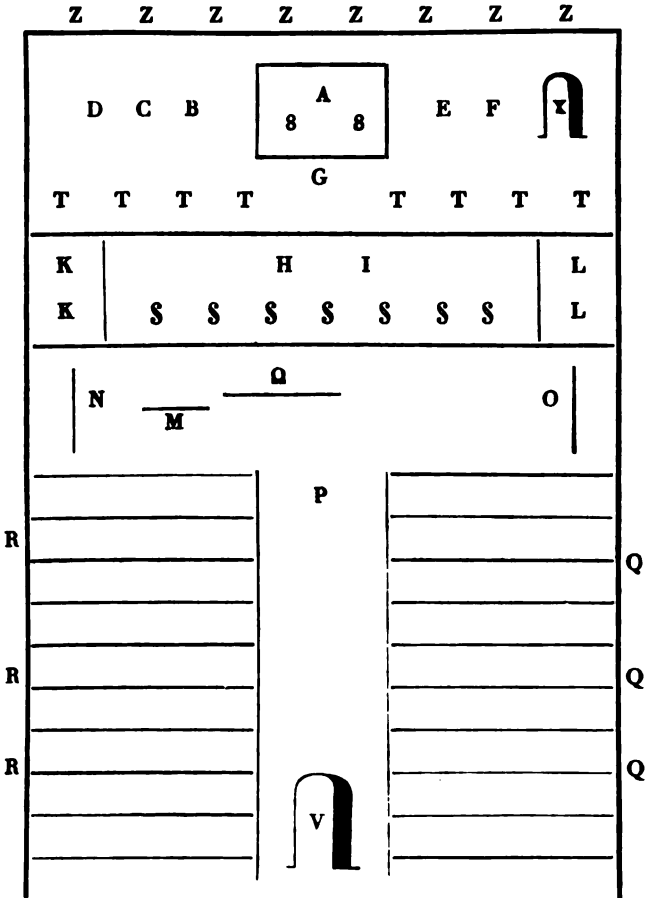 Z Z Z Z Z Z Z Z
A
D C B 8 8 E F X
G
T T T T T T T T
K H I L
K S S S S S S S L
Ω
N O
M
P
R
Q
R Q
R Q
V